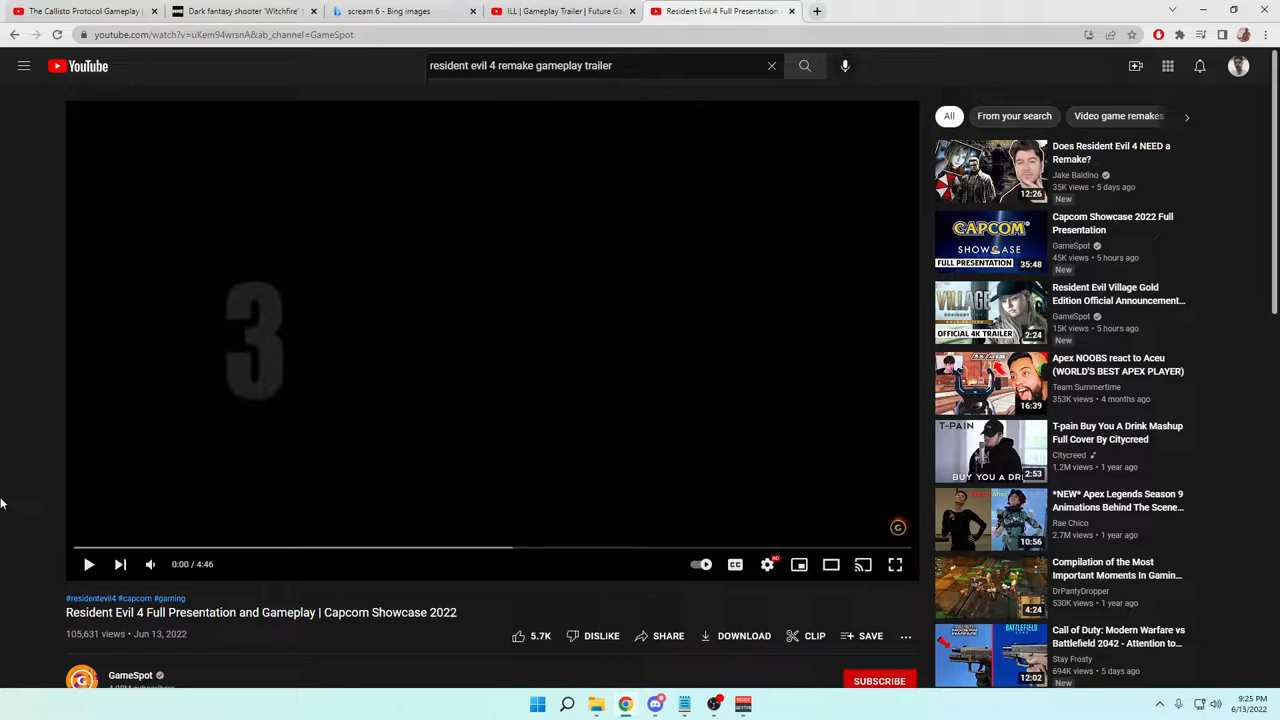 The Callisto Protocol Gameplay
Dark fantasy shooter 'Witchfire'
scream 6 - Bing images
ILL | Gameplay Trailer | Future Ga
Resident Evil 4 Full Presentation
youtube.com/watch?v=uKem94wrsnA&ab_channel=GameSpot
YouTube
resident evil 4 remake gameplay trailer
3
0:00 / 4:46
CC
HD
G
#residentevil4 #capcom #gaming
Resident Evil 4 Full Presentation and Gameplay | Capcom Showcase 2022
105,631 views • Jun 13, 2022
5.7K
DISLIKE
SHARE
DOWNLOAD
CLIP
SAVE
GameSpot
SUBSCRIBE
All
From your search
Video game remakes
12:26
Does Resident Evil 4 NEED a
Remake?
Jake Baldino
35K views • 5 days ago
New
CAPCOM
SHOWCASE
FULL PRESENTATION
35:48
Capcom Showcase 2022 Full
Presentation
GameSpot
45K views • 5 hours ago
New
VILLAGE
OFFICIAL 4K TRAILER
2:24
Resident Evil Village Gold
Edition Official Announcement...
GameSpot
15K views • 5 hours ago
New
16:39
Apex NOOBS react to Aceu
(WORLD'S BEST APEX PLAYER)
Team Summertime
353K views • 4 months ago
T-PAIN
BUY YOU A DR
2:53
T-pain Buy You A Drink Mashup
Full Cover By Citycreed
Citycreed
1.2M views • 1 year ago
10:56
*NEW* Apex Legends Season 9
Animations Behind The Scene...
Rae Chico
2.7M views • 1 year ago
4:24
Compilation of the Most
Important Moments In Gamin...
DrPantyDropper
530K views • 1 year ago
MODERN WARFARE
BATTLEFIELD
2042
12:02
Call of Duty: Modern Warfare vs
Battlefield 2042 - Attention to...
Stay Frosty
694K views • 5 days ago
New
9:25 PM
6/13/2022